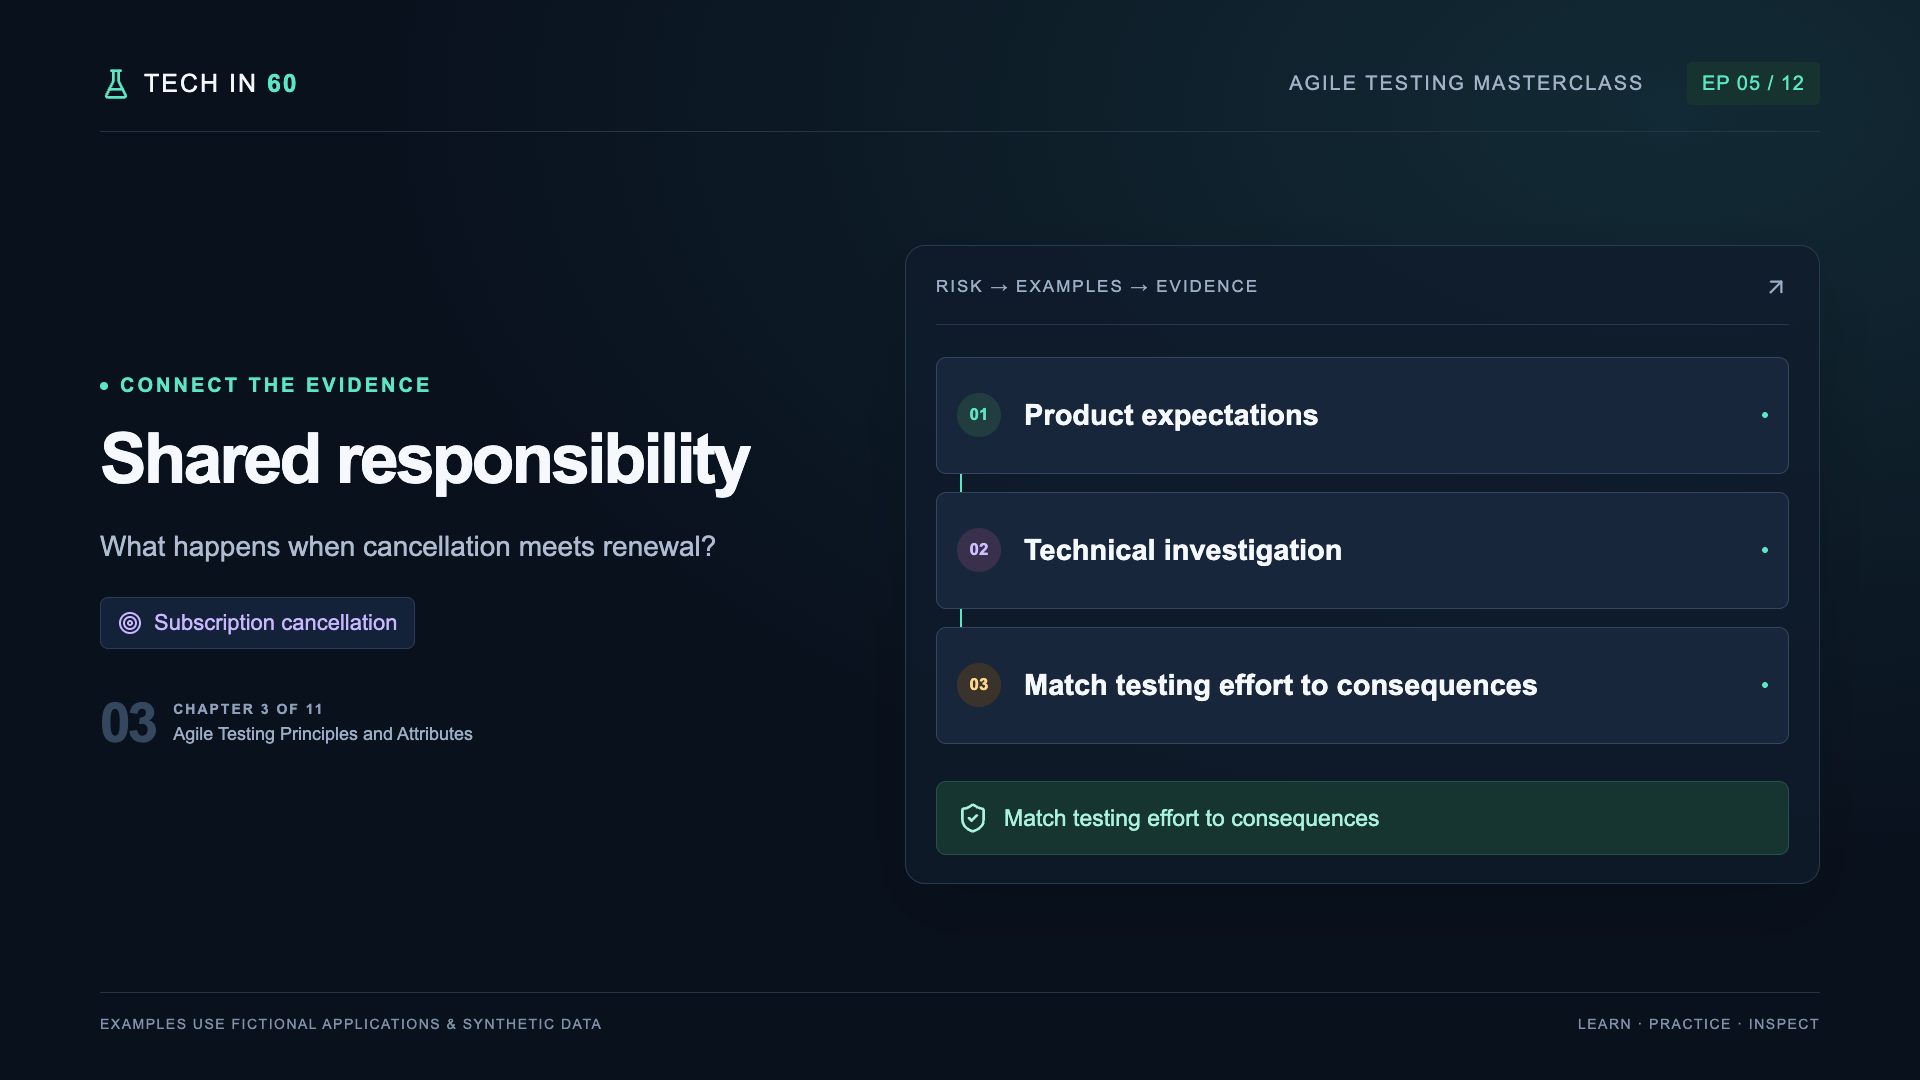 TECH IN 60
AGILE TESTING MASTERCLASS
EP 05 / 12
CONNECT THE EVIDENCE
Shared responsibility
What happens when cancellation meets renewal?
Subscription cancellation
03
CHAPTER 3 OF 11
Agile Testing Principles and Attributes
RISK → EXAMPLES → EVIDENCE
01
Product expectations
02
Technical investigation
03
Match testing effort to consequences
Match testing effort to consequences
EXAMPLES USE FICTIONAL APPLICATIONS & SYNTHETIC DATA
LEARN · PRACTICE · INSPECT